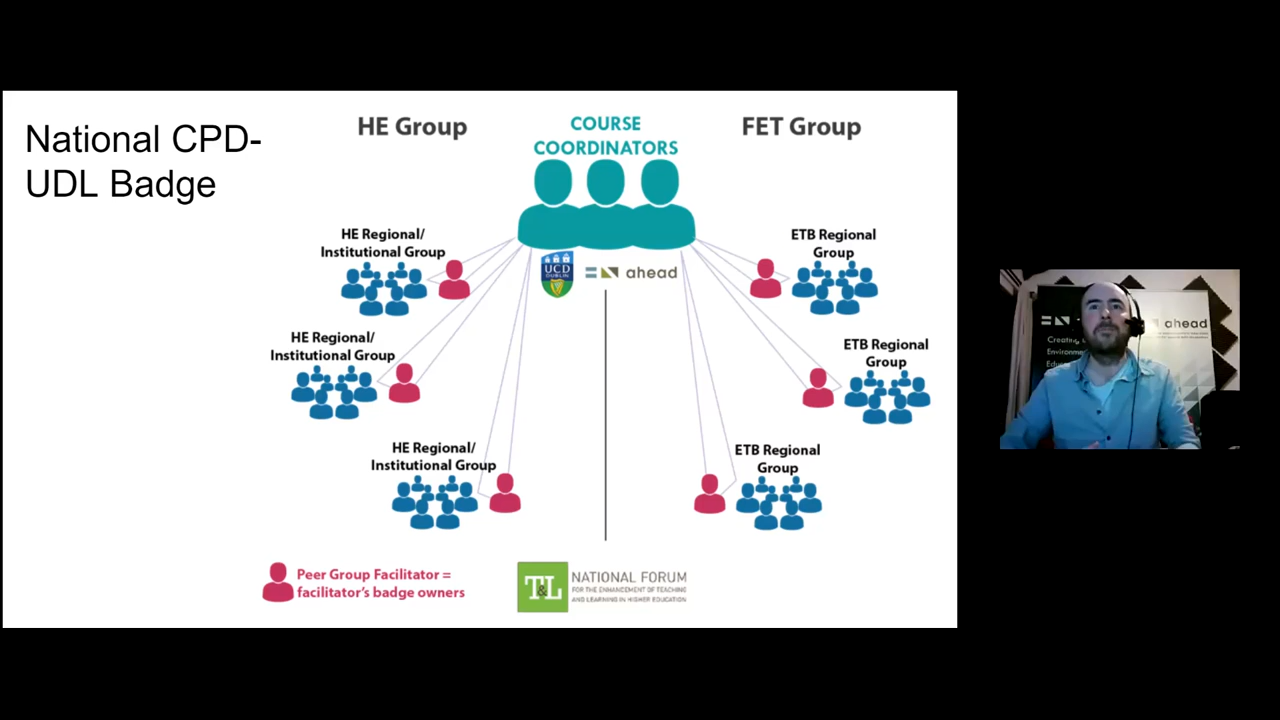 National CPD-
UDL Badge
HE Group
COURSE
COORDINATORS
FET Group
HE Regional/
Institutional Group
ETB Regional
Group
UCD
DUBLIN
ahead
HE Regional/
Institutional Group
ETB Regional
Group
HE Regional/
Institutional Group
ETB Regional
Group
Peer Group Facilitator =
facilitator's badge owners
T&L
NATIONAL FORUM
FOR THE ENHANCEMENT OF TEACHING
AND LEARNING IN HIGHER EDUCATION
ahead
Creating